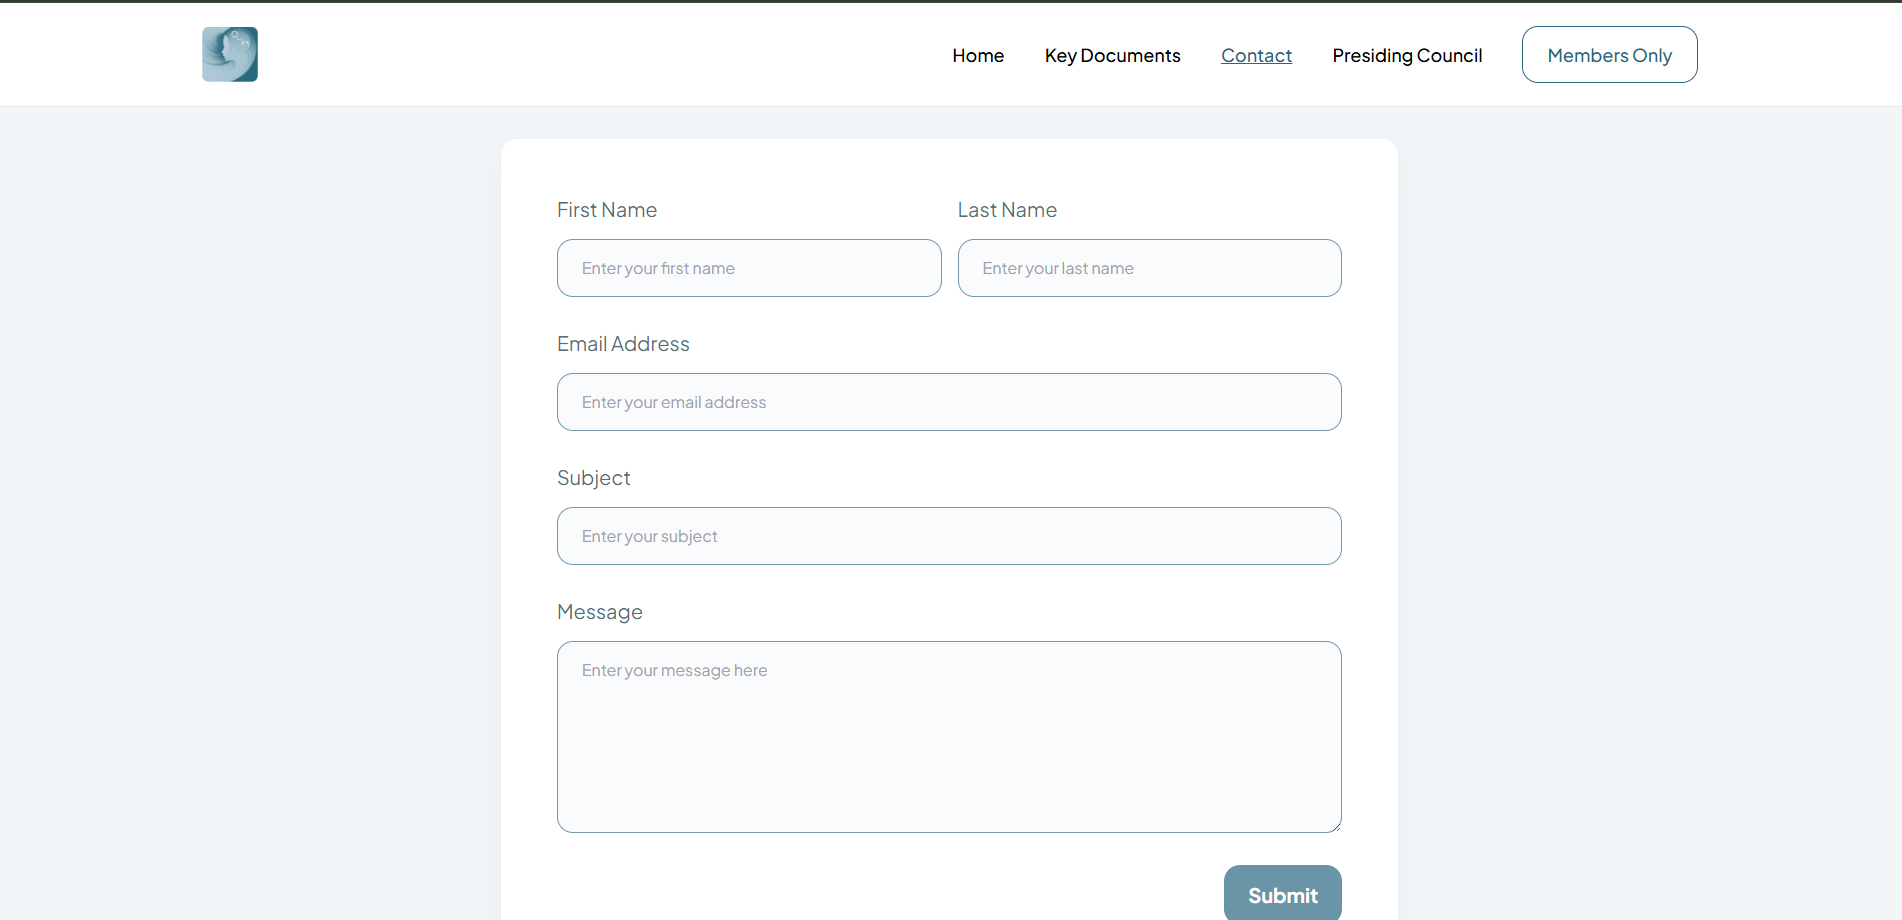 Home Key Documents Contact Presiding Council Members Only
First Name Last Name
Enter your first name Enter your last name
Email Address
Enter your email address
Subject
Enter your subject
Message
Enter your message here
Submit